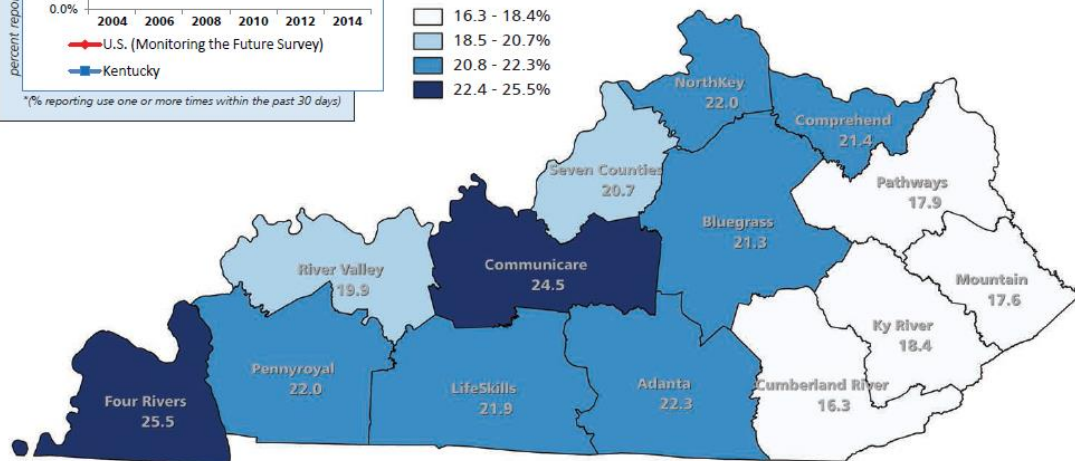 percent repo
0.0%
2004 2006 2008 2010 2012 2014
U.S. (Monitoring the Future Survey)
Kentucky
*(% reporting use one or more times within the past 30 days)
16.3 - 18.4%
18.5 - 20.7%
20.8 - 22.3%
22.4 - 25.5%
NorthKey
22.0
Comprehend
21.4
Seven Counties
20.7
Pathways
17.9
Bluegrass
21.3
River Valley
19.9
Communicare
24.5
Mountain
17.6
Ky River
18.4
Pennyroyal
22.0
LifeSkills
21.9
Adanta
22.3
Cumberland River
16.3
Four Rivers
25.5